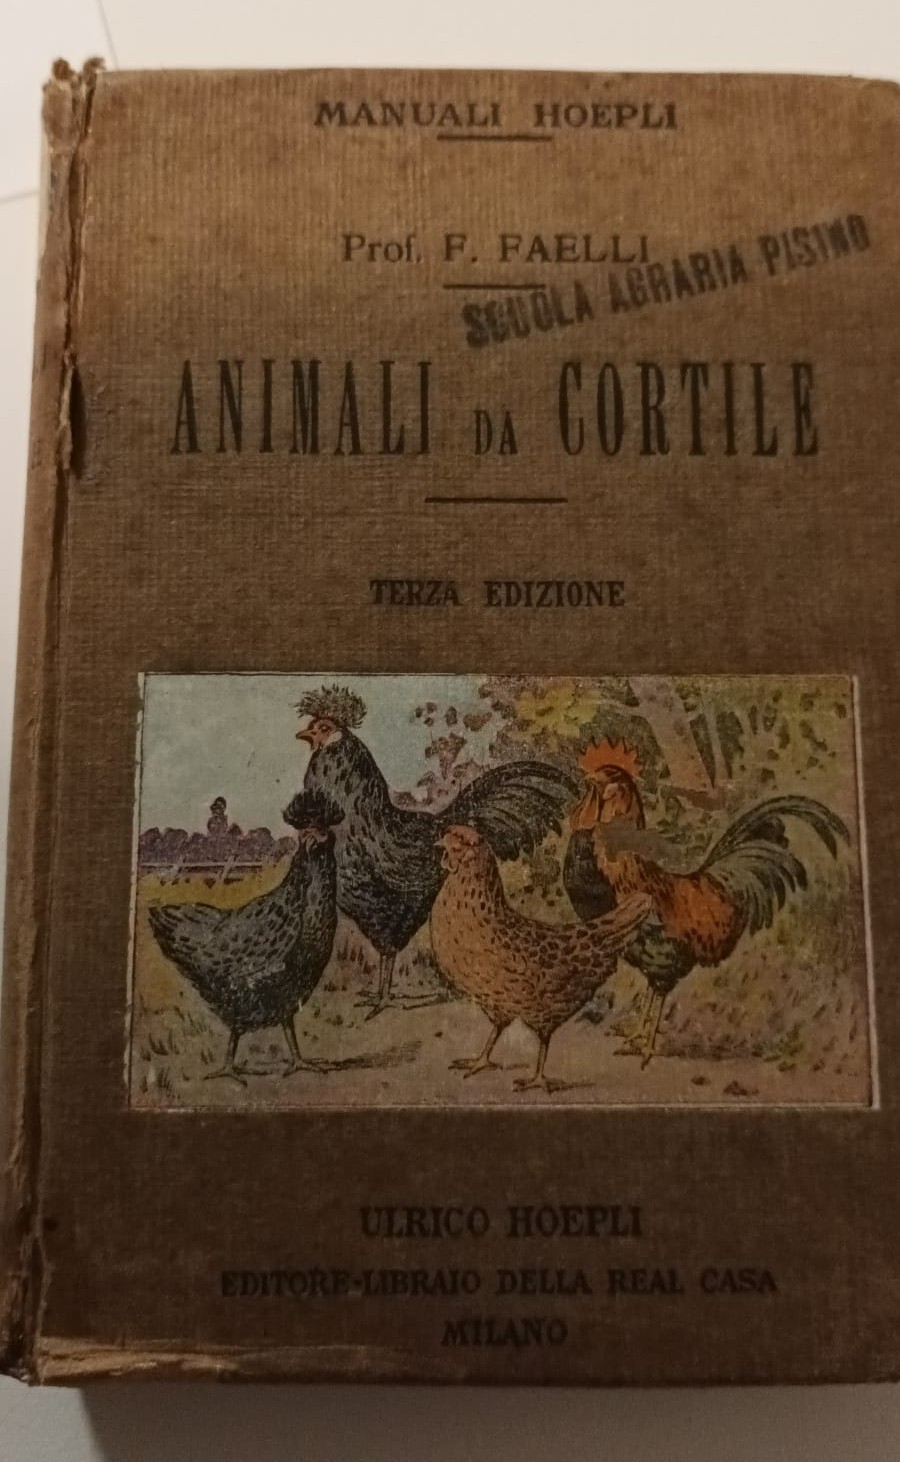 MANUALI HOEPLI
Prof. F. FAELLI
SCUOLA AGRARIA PISINO
ANIMALI DA CORTILE
TERZA EDIZIONE
ULRICO HOEPLI
EDITORE-LIBRAIO DELLA REAL CASA
MILANO